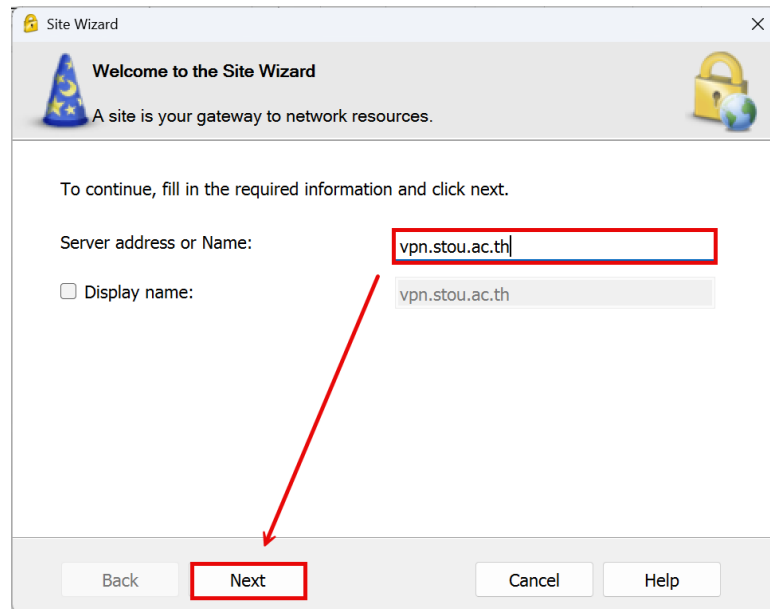 Site Wizard
Welcome to the Site Wizard
A site is your gateway to network resources.
To continue, fill in the required information and click next.
Server address or Name: vpn.stou.ac.th
Display name: vpn.stou.ac.th
Back Next Cancel Help